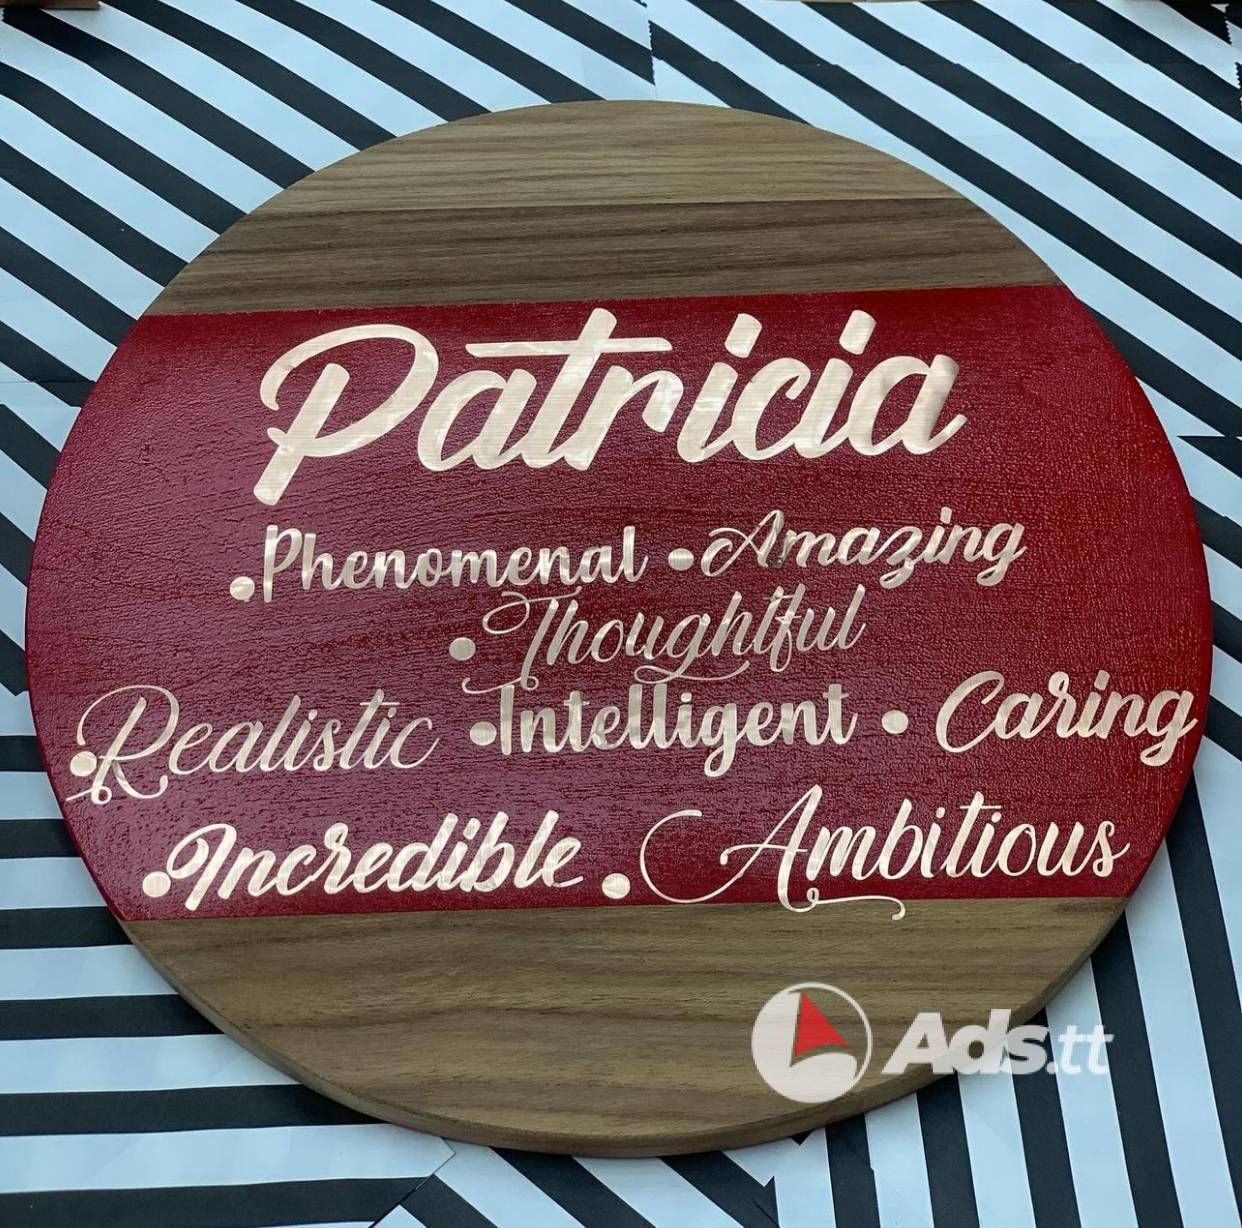 Patricia
•Phenomenal •Amazing
•Thoughtful
•Realistic •Intelligent •Caring
•Incredible •Ambitious
Ads.tt